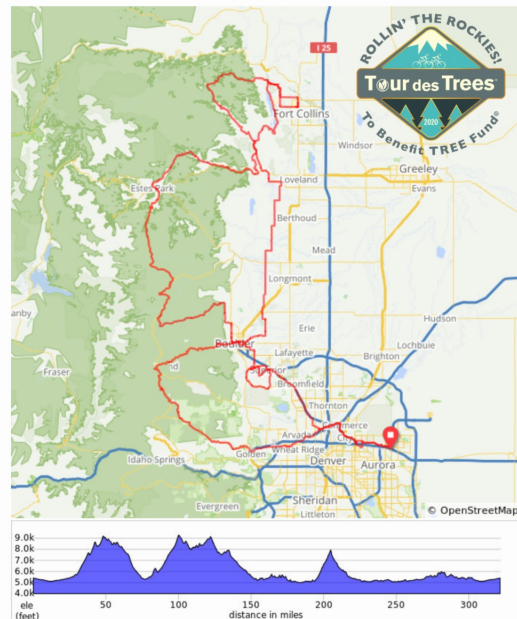 ROLLIN' THE ROCKIES!
Tour des Trees
2020
To Benefit TREE Fund®
I 25
Fort Collins
Windsor
Greeley
Evans
Loveland
Estes Park
Berthoud
Mead
Longmont
Hudson
Erie
Lochbuie
Boulder
Lafayette
Brighton
Fraser
Superior
Broomfield
Thornton
Commerce
City
Arvada
Wheat Ridge
Golden
Idaho Springs
Denver
Aurora
Evergreen
Sheridan
Littleton
© OpenStreetMap
9.0k
8.0k
7.0k
6.0k
5.0k
4.0k
ele
(feet)
50
100
150
200
250
300
distance in miles